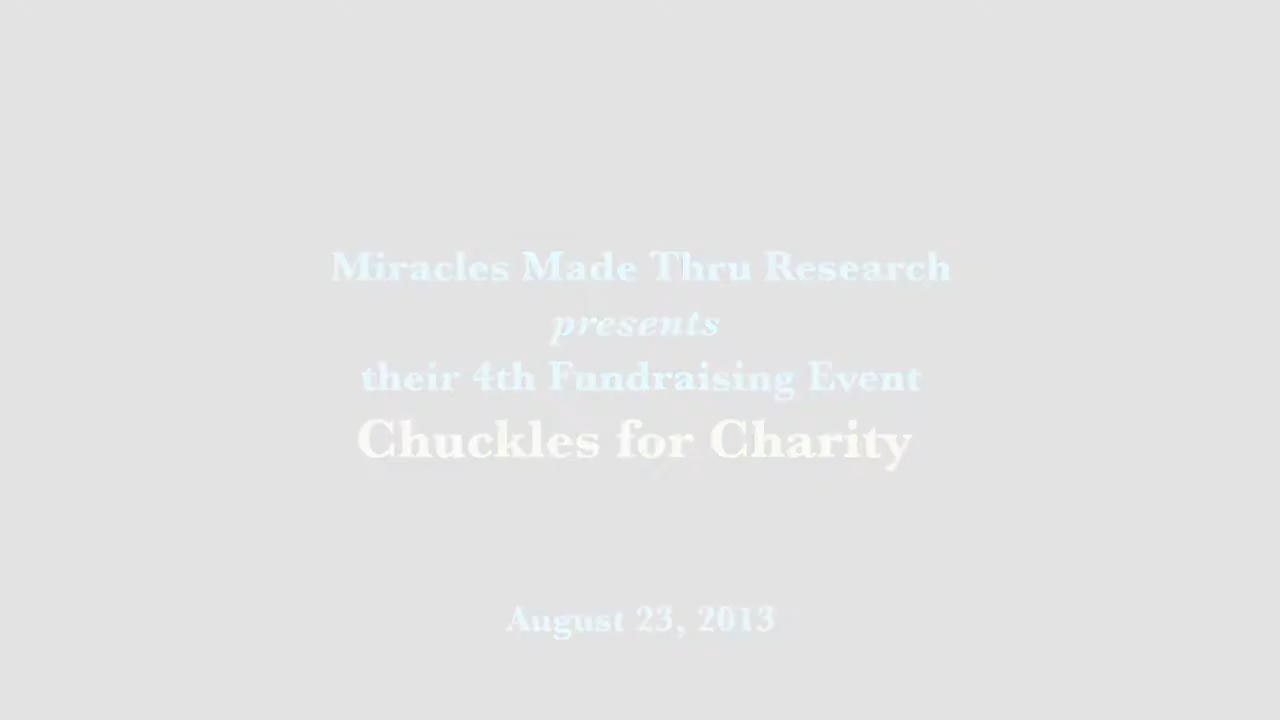 Miracles Made Thru Research
presents
their 4th Fundraising Event
Chuckles for Charity
August 23, 2013